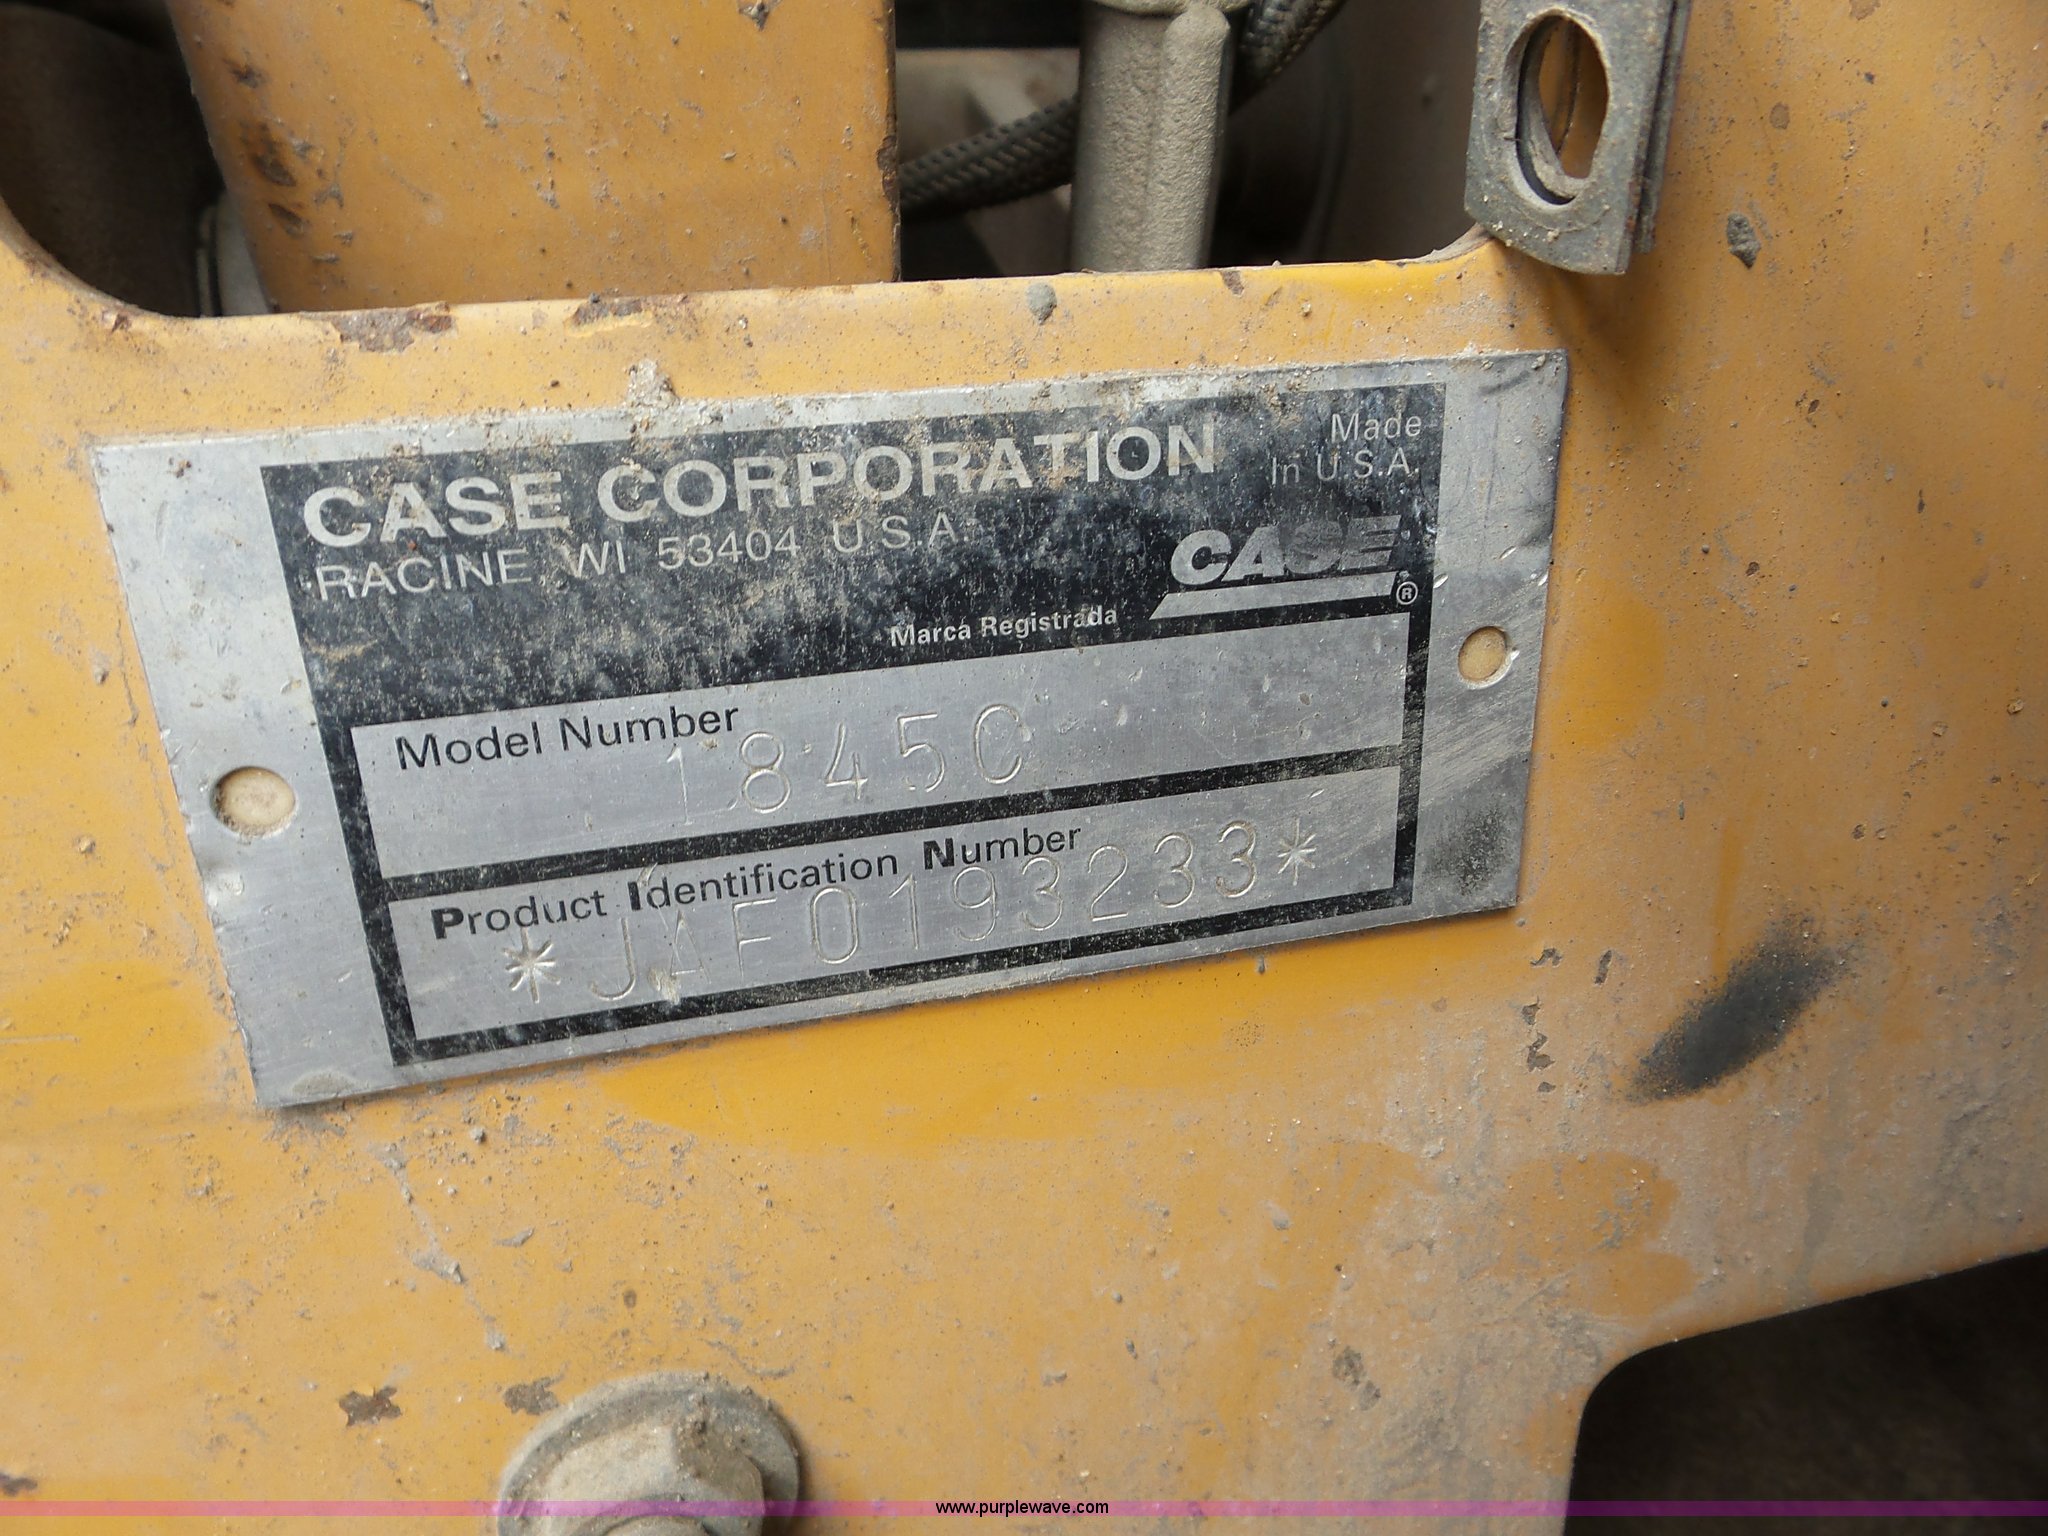 CASE CORPORATION
Made
In U.S.A.
RACINE, WI 53404 U.S.A.
CASE
®
Marca Registrada
Model Number
1845C
Product Identification Number
*JAF0193233*
www.purplewave.com